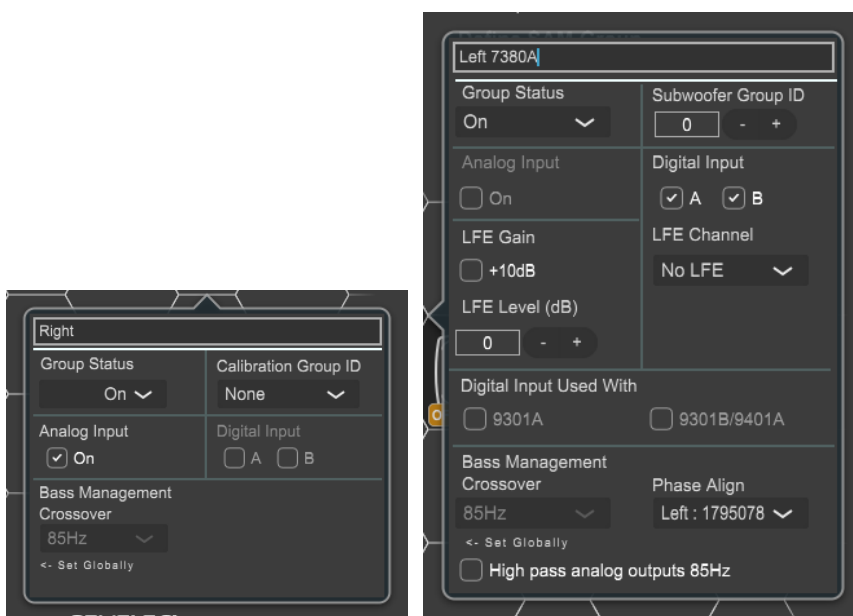 Right
Group Status
Calibration Group ID
On
None
Analog Input
Digital Input
On
A
B
Bass Management
Crossover
85Hz
<- Set Globally
Left 7380A
Group Status
Subwoofer Group ID
On
0 - +
Analog Input
Digital Input
On
A
B
LFE Gain
LFE Channel
+10dB
No LFE
LFE Level (dB)
0 - +
Digital Input Used With
9301A
9301B/9401A
Bass Management
Crossover
Phase Align
85Hz
Left : 1795078
<- Set Globally
High pass analog outputs 85Hz